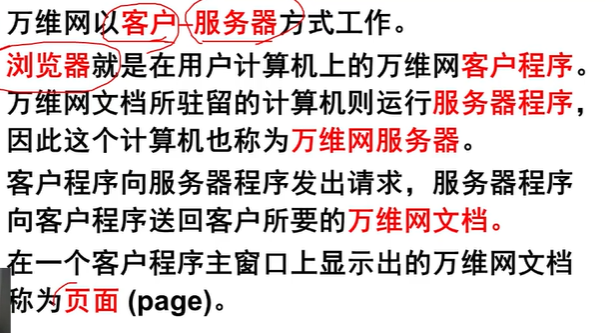 万维网以客户-服务器方式工作。
浏览器就是在用户计算机上的万维网客户程序。
万维网文档所驻留的计算机则运行服务器程序，
因此这个计算机也称为万维网服务器。
客户程序向服务器程序发出请求，服务器程序
向客户程序送回客户所要的万维网文档。
在一个客户程序主窗口上显示出的万维网文档
称为页面 (page)。